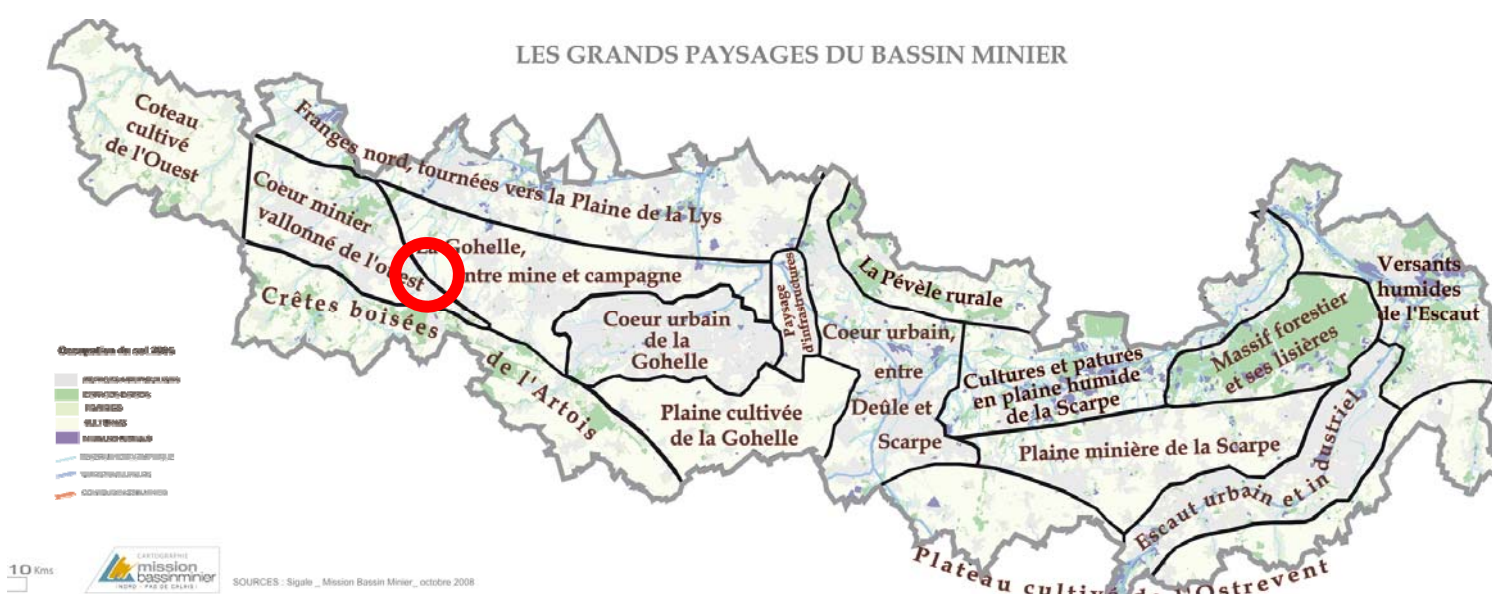 LES GRANDS PAYSAGES DU BASSIN MINIER
Coteau
cultivé
de l'Ouest
Franges nord, tournées vers la Plaine de la Lys
Coeur minier
vallonné de l'ouest
La Gohelle,
entre mine et campagne
Crêtes boisées
de l'Artois
Coeur urbain
de la
Gohelle
Paysage
d'infrastructures
La Pévèle rurale
Coeur urbain,
entre
Deûle et
Scarpe
Plaine cultivée
de la Gohelle
Cultures et patures
en plaine humide
de la Scarpe
Massif forestier
et ses lisières
Versants
humides
de l'Escaut
Plaine minière de la Scarpe
Escaut urbain et industriel
Plateau cultivé de l'Ostrevent
Occupation du sol
10 Kms
CARTOGRAPHIE
mission
bassinminier
NORD - PAS DE CALAIS
SOURCES : Sigale _ Mission Bassin Minier_ octobre 2008